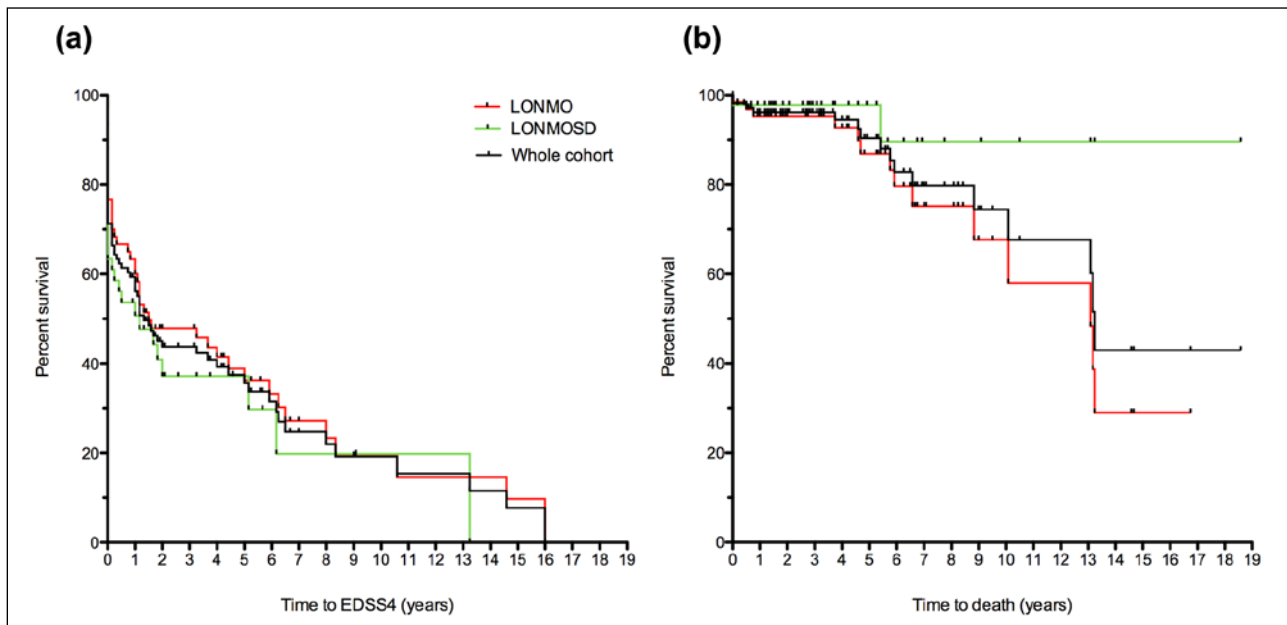 (a)
LONMO
LONMOSD
Whole cohort
100
80
60
40
20
0
Percent survival
0 1 2 3 4 5 6 7 8 9 10 11 12 13 14 15 16 17 18 19
Time to EDSS4 (years)
(b)
100
80
60
40
20
0
Percent survival
0 1 2 3 4 5 6 7 8 9 10 11 12 13 14 15 16 17 18 19
Time to death (years)